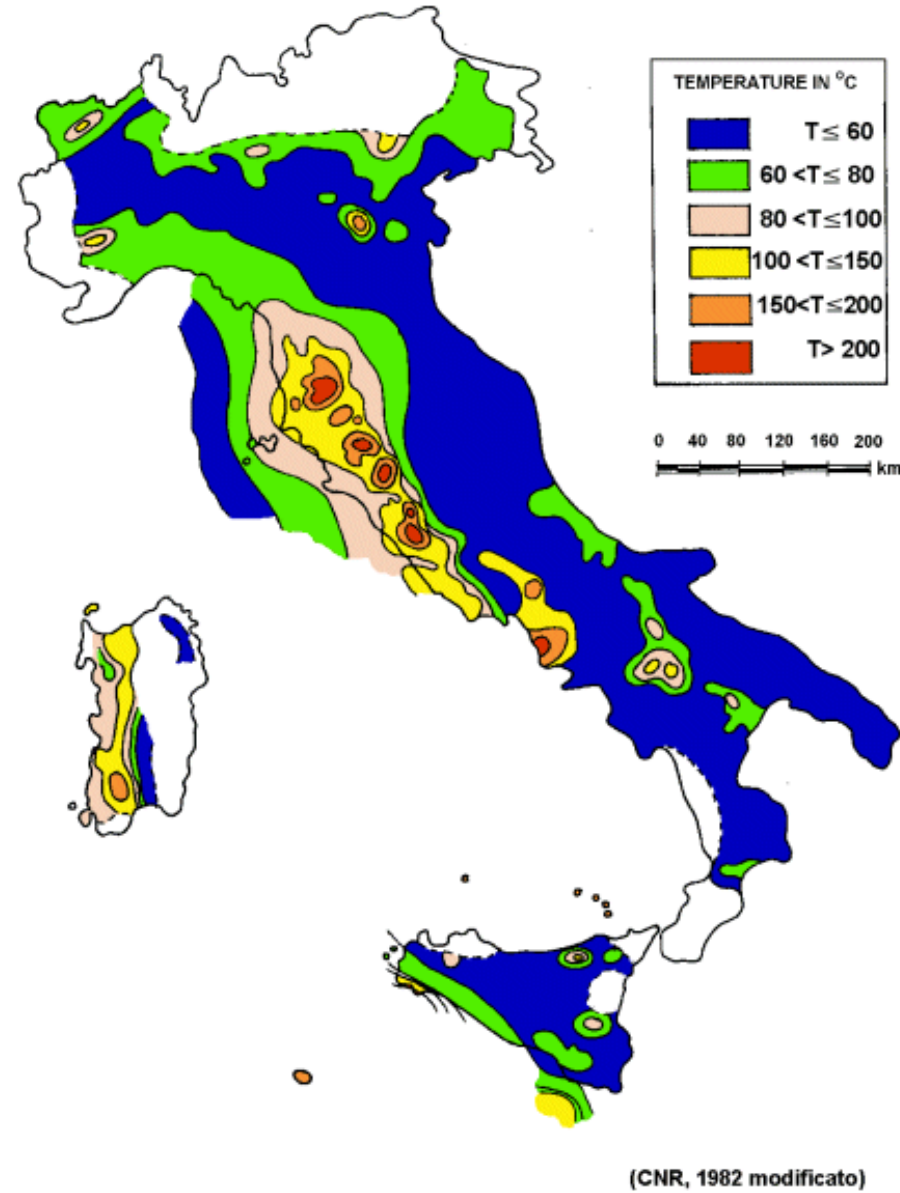 TEMPERATURE IN °C
T ≤ 60
60 <T≤ 80
80 <T≤100
100 <T≤150
150<T≤200
T> 200
0 40 80 120 160 200
km
(CNR, 1982 modificato)